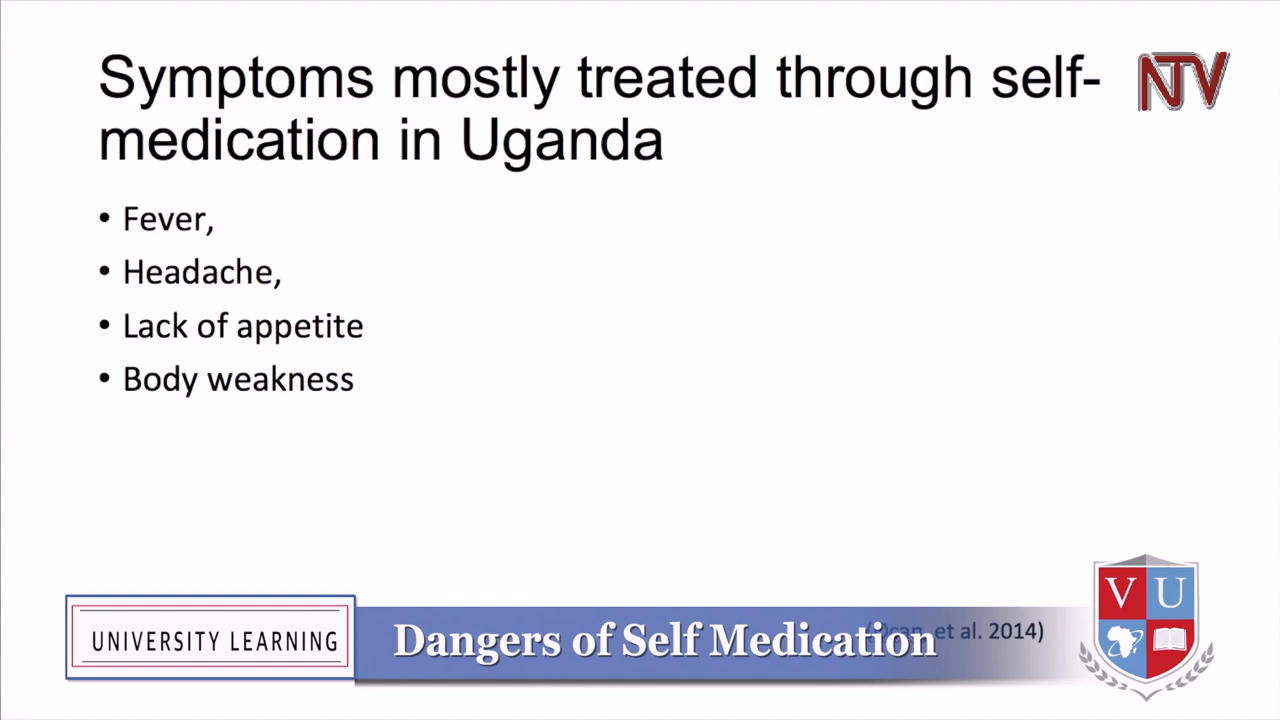 Symptoms mostly treated through self-
medication in Uganda
NTV
• Fever,
• Headache,
• Lack of appetite
• Body weakness
UNIVERSITY LEARNING
Dangers of Self Medication
et al. 2014)
V U